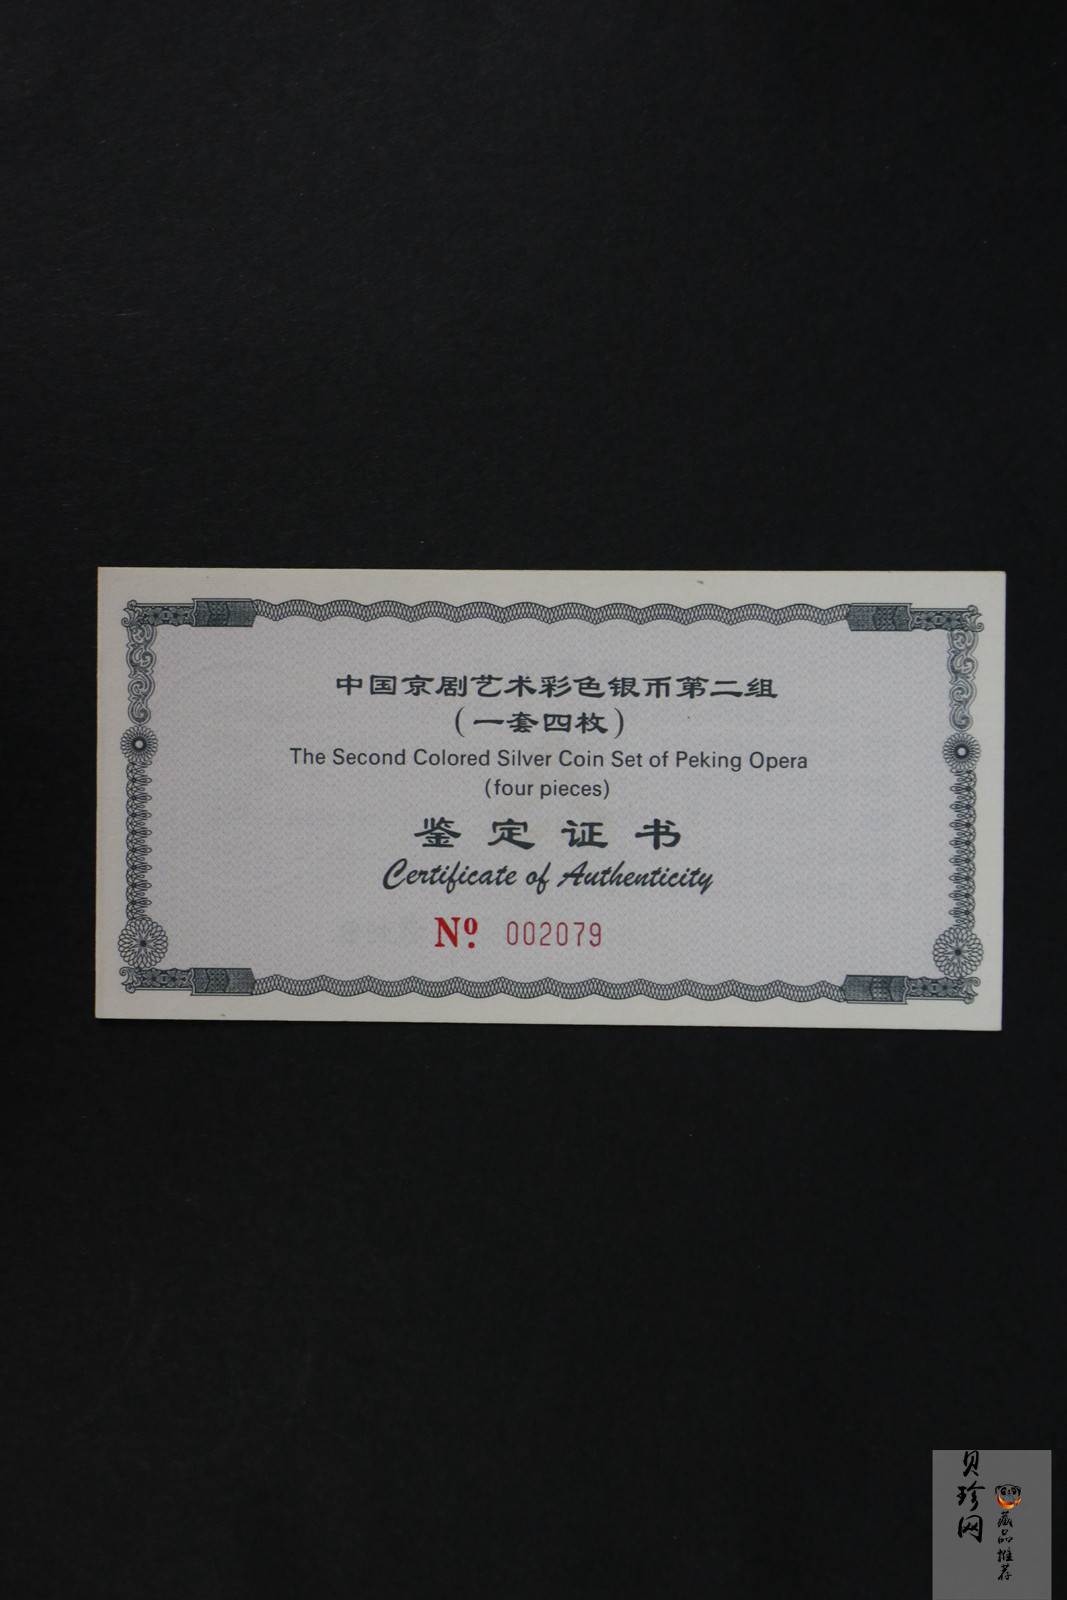 中国京剧艺术彩色银币第二组
（一套四枚）
The Second Colored Silver Coin Set of Peking Opera
(four pieces)
鉴定证书
Certificate of Authenticity
Nº. 002079
贝珍网
藏品推荐